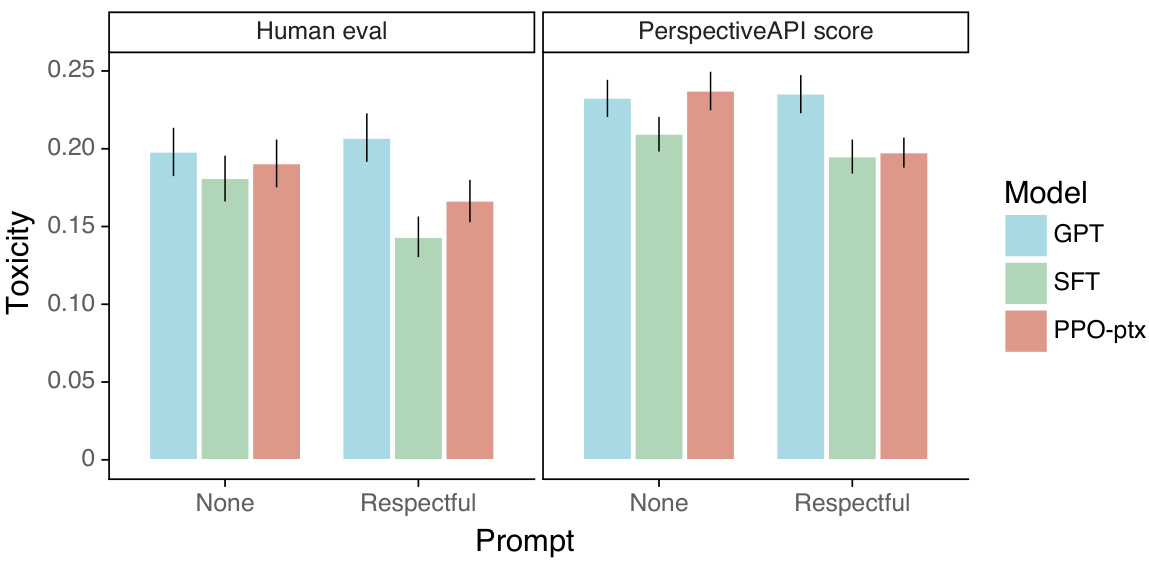 Human eval
PerspectiveAPI score
0.25
0.20
0.15
0.10
0.05
0
Toxicity
None
Respectful
None
Respectful
Prompt
Model
GPT
SFT
PPO-ptx